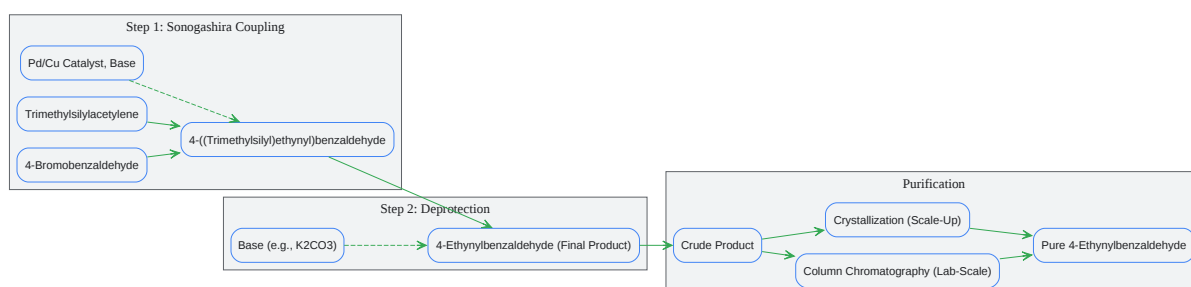 Step 1: Sonogashira Coupling
Pd/Cu Catalyst, Base
Trimethylsilylacetylene
4-Bromobenzaldehyde
4-((Trimethylsilyl)ethynyl)benzaldehyde
Step 2: Deprotection
Base (e.g., K2CO3)
4-Ethynylbenzaldehyde (Final Product)
Purification
Crude Product
Crystallization (Scale-Up)
Column Chromatography (Lab-Scale)
Pure 4-Ethynylbenzaldehyde